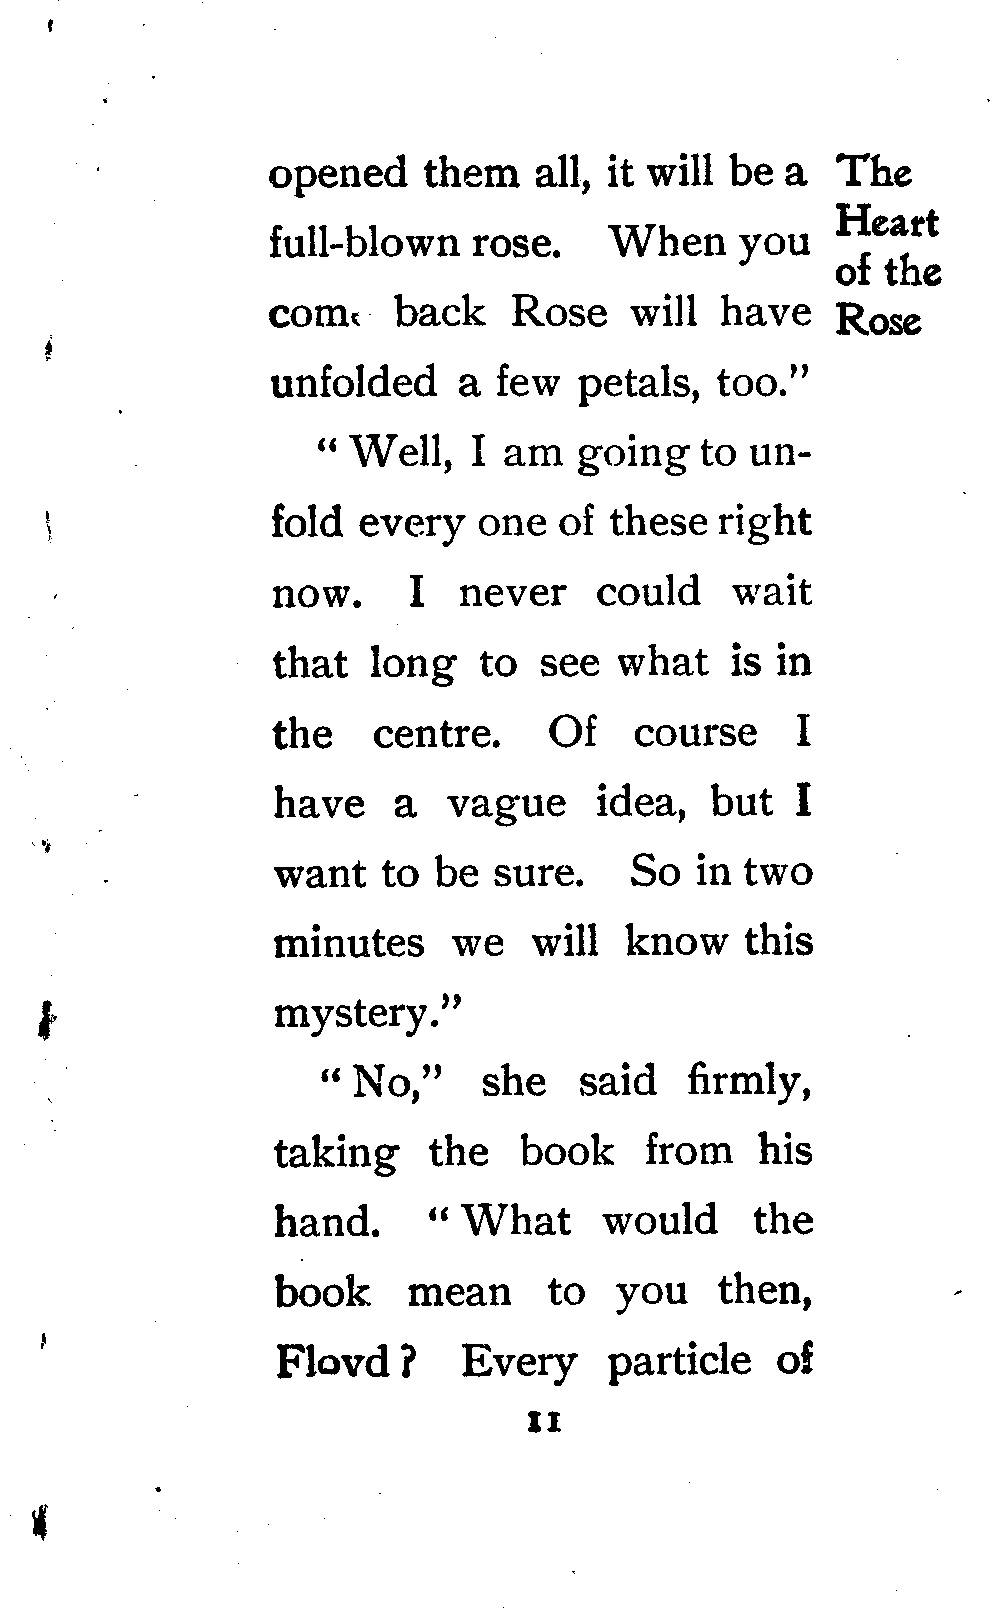 opened them all, it will be a
full-blown rose. When you
come back Rose will have
unfolded a few petals, too."
"Well, I am going to un-
fold every one of these right
now. I never could wait
that long to see what is in
the centre. Of course I
have a vague idea, but I
want to be sure. So in two
minutes we will know this
mystery."
"No," she said firmly,
taking the book from his
hand. "What would the
book mean to you then,
Floyd? Every particle of
The
Heart
of the
Rose
11